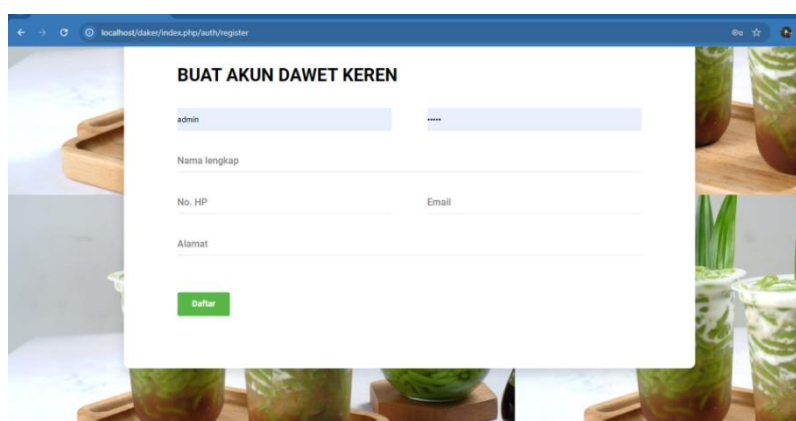 localhost/daker/index.php/auth/register
BUAT AKUN DAWET KEREN
admin •••••
Nama lengkap
No. HP Email
Alamat
Daftar